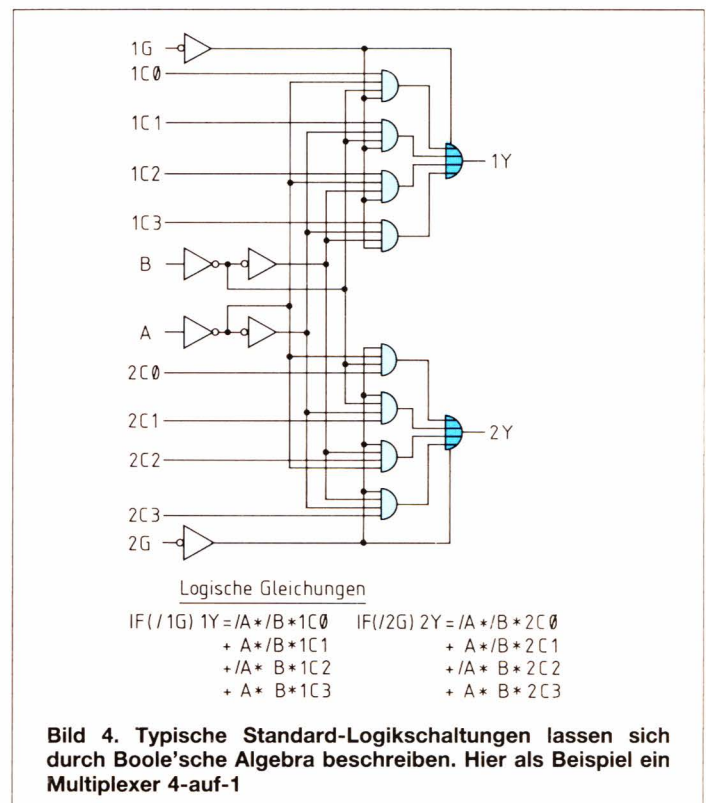 1G
1C0
1C1
1Y
1C2
1C3
B
A
2C0
2C1
2Y
2C2
2C3
2G
Logische Gleichungen
IF(/1G) 1Y=/A*/B*1C0 IF(/2G) 2Y=/A*/B*2C0
+ A*/B*1C1 + A*/B*2C1
+/A* B*1C2 +/A* B*2C2
+ A* B*1C3 + A* B*2C3
Bild 4. Typische Standard-Logikschaltungen lassen sich
durch Boole'sche Algebra beschreiben. Hier als Beispiel ein
Multiplexer 4-auf-1